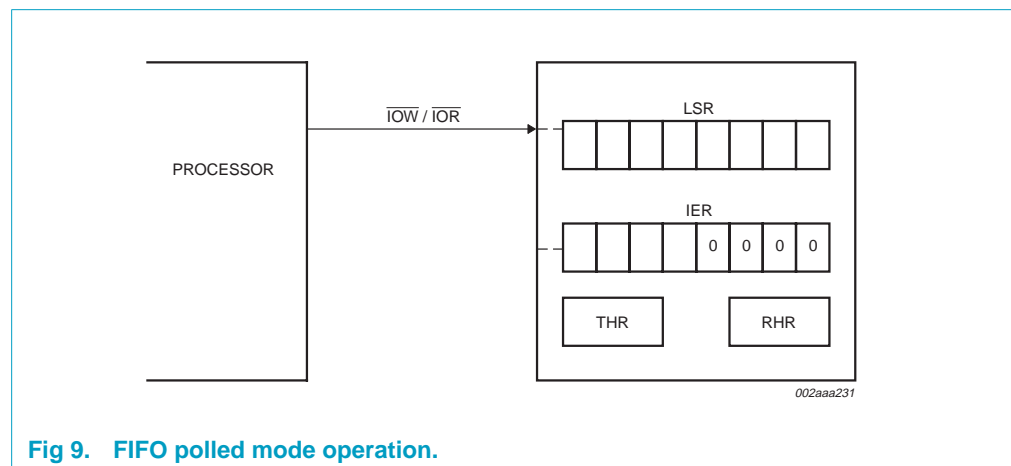 IOW / IOR
LSR
PROCESSOR
IER
0 0 0 0
THR RHR
002aaa231
Fig 9. FIFO polled mode operation.